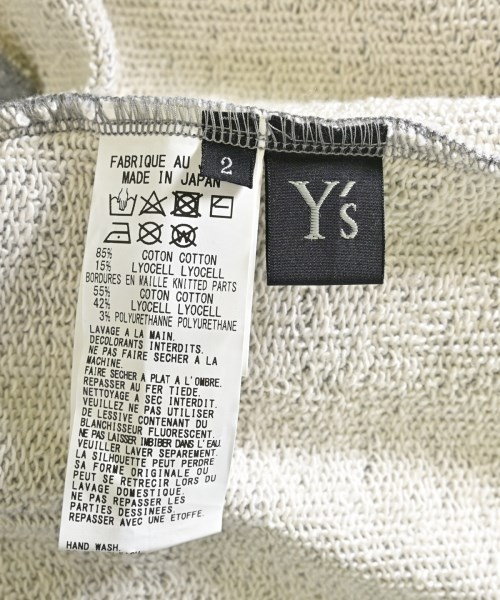 FABRIQUE AU J
MADE IN JAPAN
2
Y's
85% COTON COTTON
15% LYOCELL LYOCELL
BORDURES EN MAILLE KNITTED PARTS
55% COTON COTTON
42% LYOCELL LYOCELL
3% POLYURETHANNE POLYURETHANE
LAVAGE A LA MAIN.
DECOLORANTS INTERDITS.
NE PAS FAIRE SECHER A LA
MACHINE.
FAIRE SECHER A PLAT A L'OMBRE.
REPASSER AU FER TIEDE.
NETTOYAGE A SEC INTERDIT.
VEUILLEZ NE PAS UTILISER
DE LESSIVE CONTENANT DU
BLANCHISSEUR FLUORESCENT.
NE PAS LAISSER IMBIBER DANS L'EAU.
VEUILLER LAVER SEPAREMENT.
LA SILHOUETTE PEUT PERDRE
SA FORME ORIGINALE OU
PEUT SE RETRECIR LORS DU
LAVAGE DOMESTIQUE.
NE PAS REPASSER LES
PARTIES DESSINEES.
REPASSER AVEC UNE ETOFFE.
HAND WASH.